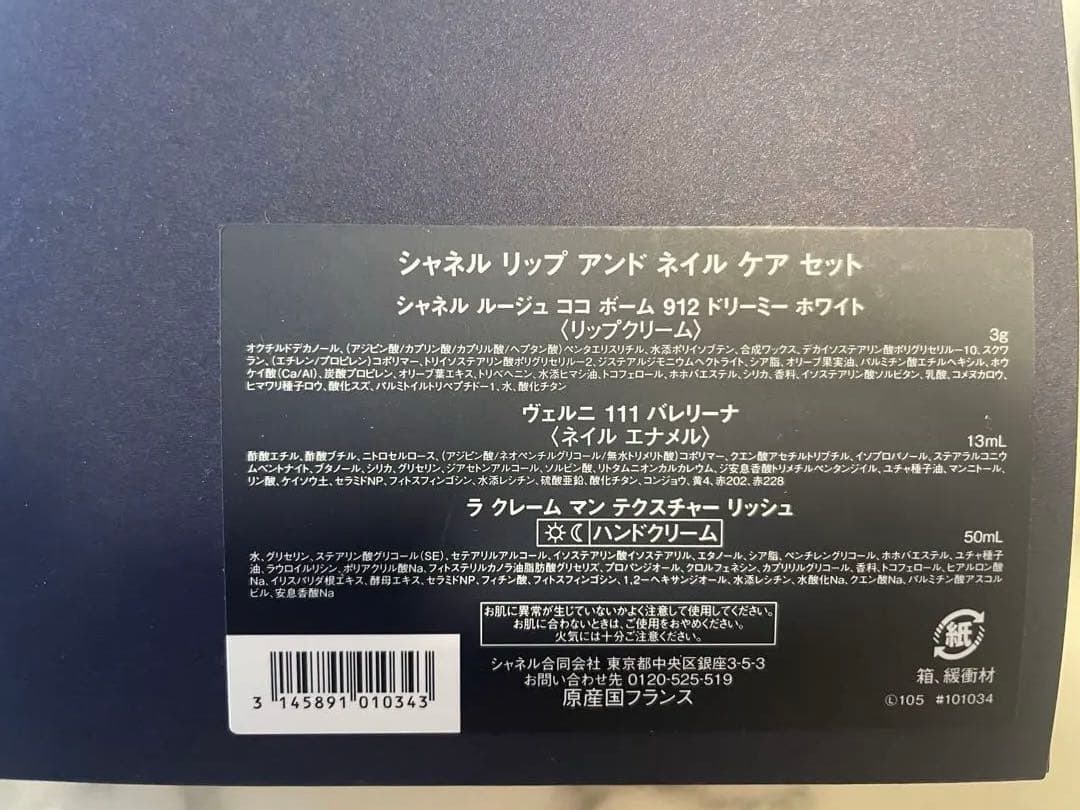 シャネル リップ アンド ネイル ケア セット
シャネル ルージュ ココ ボーム 912 ドリーミー ホワイト
〈リップクリーム〉
3g
オクチルドデカノール、(アジピン酸/カプリン酸/カプリル酸/ヘプタン酸)ペンタエリスリチル、水添ポリイソブテン、合成ワックス、デカイソステアリン酸ポリグリセリル-10、スクワ
ラン、(エチレン/プロピレン)コポリマー、トリイソステアリン酸ポリグリセリル-2、ジステアルジモニウムヘクトライト、シア脂、オリーブ果実油、パルミチン酸エチルヘキシル、ホウ
ケイ酸(Ca/Al)、炭酸プロピレン、オリーブ葉エキス、トリベヘニン、水添ヒマシ油、トコフェロール、ホホバエステル、シリカ、香料、イソステアリン酸ソルビタン、乳酸、コメヌカロウ、
ヒマワリ種子ロウ、酸化スズ、パルミトイルトリペプチド-1、水、酸化チタン
ヴェルニ 111 バレリーナ
〈ネイル エナメル〉
13mL
酢酸エチル、酢酸ブチル、ニトロセルロース、(アジピン酸/ネオペンチルグリコール/無水トリメリト酸)コポリマー、クエン酸アセチルトリブチル、イソプロパノール、ステアラルコニウ
ムベントナイト、ブタノール、シリカ、グリセリン、ジアセトンアルコール、ソルビン酸、リトタムニオンカルカレウム、ジ安息香酸トリメチルペンタンジイル、ユチャ種子油、マンニトール、
リン酸、ケイソウ土、セラミドNP、フィトスフィンゴシン、水添レシチン、硫酸亜鉛、酸化チタン、コンジョウ、黄4、赤202、赤228
ラ クレーム マン テクスチャー リッシュ
ハンドクリーム
50mL
水、グリセリン、ステアリン酸グリコール(SE)、セテアリルアルコール、イソステアリン酸イソステアリル、エタノール、シア脂、ペンチレングリコール、ホホバエステル、ユチャ種子
油、ラウロイルリシン、ポリアクリル酸Na、フィトステリルカノラ油脂肪酸グリセリズ、プロパンジオール、クロルフェネシン、カプリリルグリコール、香料、トコフェロール、ヒアルロン酸
Na、イリスパリダ根エキス、酵母エキス、セラミドNP、フィチン酸、フィトスフィンゴシン、1,2-ヘキサンジオール、水添レシチン、水酸化Na、クエン酸Na、パルミチン酸アスコル
ビル、安息香酸Na
お肌に異常が生じていないかよく注意して使用してください。
お肌に合わないときは、ご使用をおやめください。
火気には十分ご注意ください。
シャネル合同会社 東京都中央区銀座3-5-3
お問い合わせ先 0120-525-519
原産国フランス
紙
箱、緩衝材
Ⓛ105 #101034
3 145891 010343